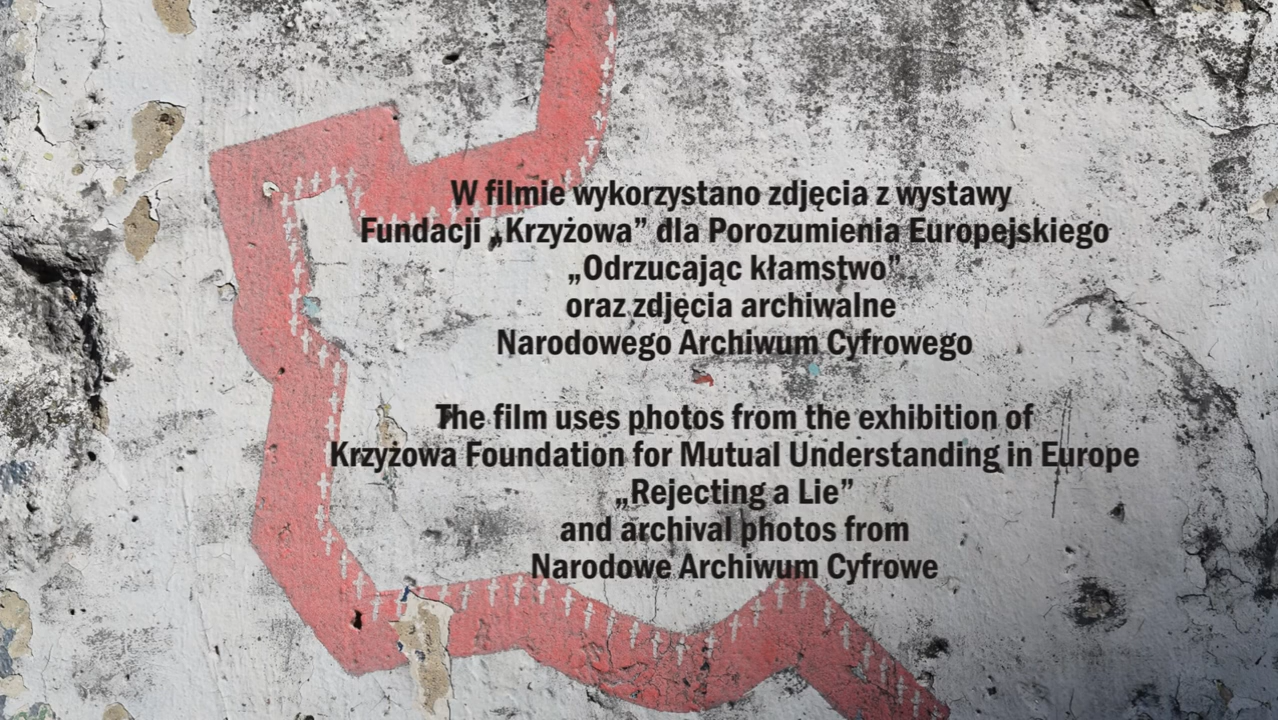 W filmie wykorzystano zdjęcia z wystawy
Fundacji „Krzyżowa” dla Porozumienia Europejskiego
„Odrzucając kłamstwo”
oraz zdjęcia archiwalne
Narodowego Archiwum Cyfrowego
The film uses photos from the exhibition of
Krzyżowa Foundation for Mutual Understanding in Europe
„Rejecting a Lie”
and archival photos from
Narodowe Archiwum Cyfrowe